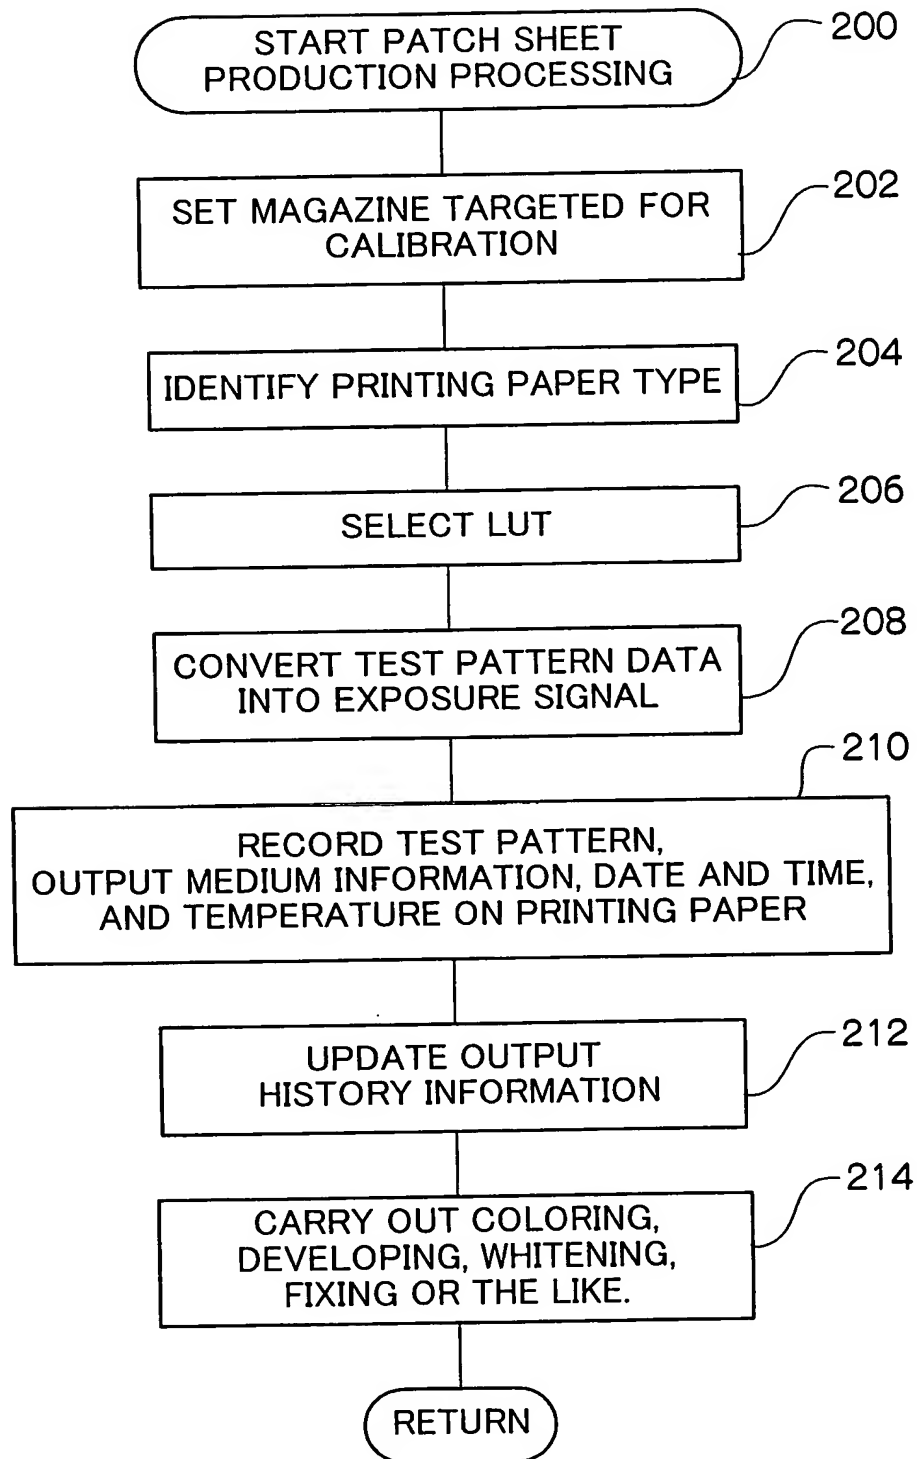 START PATCH SHEET
PRODUCTION PROCESSING
200
SET MAGAZINE TARGETED FOR
CALIBRATION
202
IDENTIFY PRINTING PAPER TYPE
204
SELECT LUT
206
CONVERT TEST PATTERN DATA
INTO EXPOSURE SIGNAL
208
RECORD TEST PATTERN,
OUTPUT MEDIUM INFORMATION, DATE AND TIME,
AND TEMPERATURE ON PRINTING PAPER
210
UPDATE OUTPUT
HISTORY INFORMATION
212
CARRY OUT COLORING,
DEVELOPING, WHITENING,
FIXING OR THE LIKE.
214
RETURN